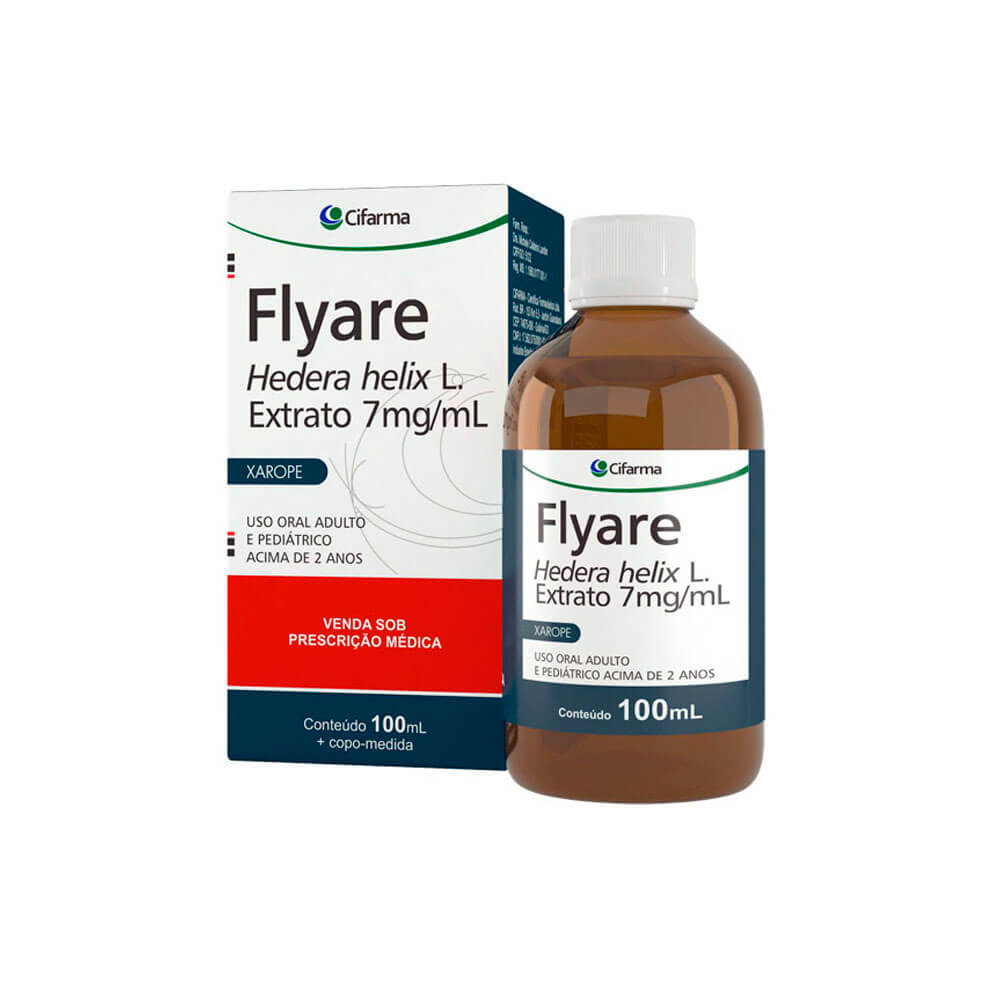 Cifarma
Flyare
Hedera helix L.
Extrato 7mg/mL
XAROPE
USO ORAL ADULTO
E PEDIÁTRICO
ACIMA DE 2 ANOS
VENDA SOB
PRESCRIÇÃO MÉDICA
Conteúdo 100mL
+ copo-medida
Farm. Resp.:
Cifarma
Flyare
Hedera helix L.
Extrato 7mg/mL
XAROPE
USO ORAL ADULTO
E PEDIÁTRICO ACIMA DE 2 ANOS
Conteúdo 100mL